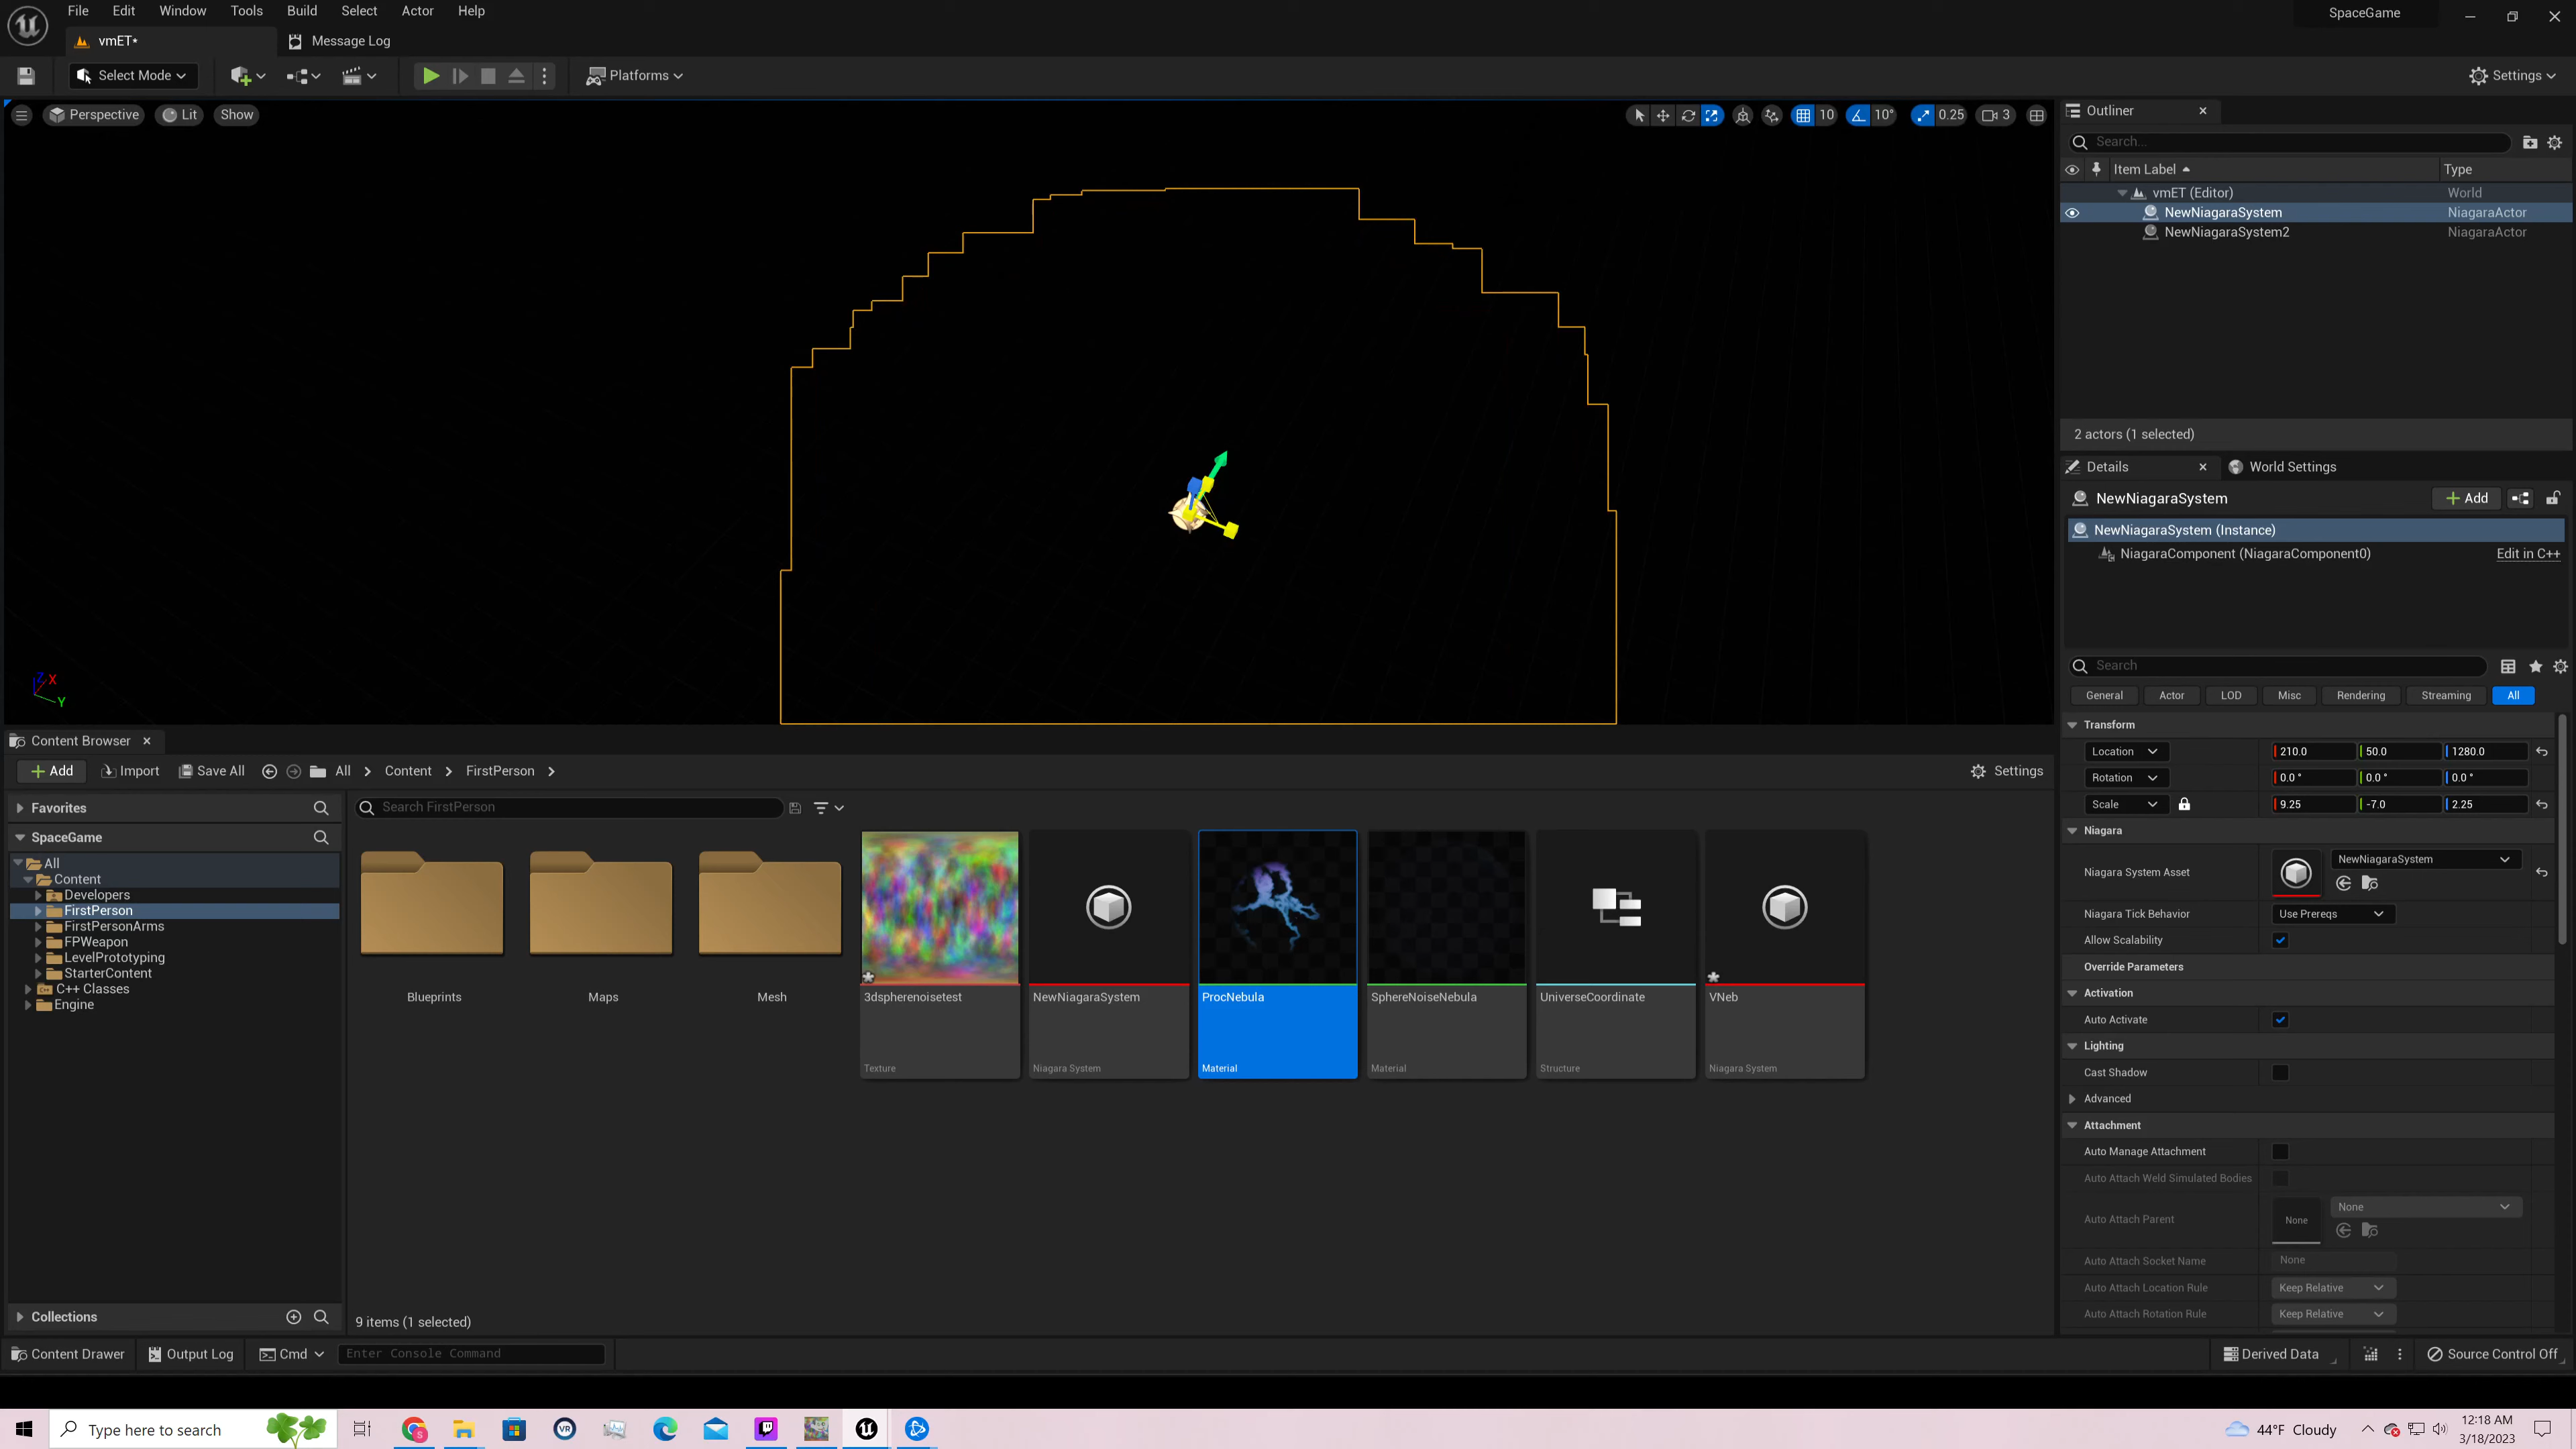 File Edit Window Tools Build Select Actor Help
SpaceGame
vmET*
Message Log
Select Mode
Platforms
Settings
Perspective Lit Show
10 10° 0.25 3
Outliner
Search...
Item Label Type
vmET (Editor) World
NewNiagaraSystem NiagaraActor
NewNiagaraSystem2 NiagaraActor
2 actors (1 selected)
Details World Settings
NewNiagaraSystem Add
NewNiagaraSystem (Instance)
NiagaraComponent (NiagaraComponent0) Edit in C++
Search
General Actor LOD Misc Rendering Streaming All
Transform
Location 210.0 50.0 1280.0
Rotation 0.0° 0.0° 0.0°
Scale 9.25 -7.0 2.25
Niagara
Niagara System Asset NewNiagaraSystem
Niagara Tick Behavior Use Prereqs
Allow Scalability
Override Parameters
Activation
Auto Activate
Lighting
Cast Shadow
Advanced
Attachment
Auto Manage Attachment
Auto Attach Weld Simulated Bodies
Auto Attach Parent None None
Auto Attach Socket Name None
Auto Attach Location Rule Keep Relative
Auto Attach Rotation Rule Keep Relative
Z X
Y
Content Browser
Add Import Save All All Content FirstPerson Settings
Favorites
Search FirstPerson
SpaceGame
All
Content
Developers
FirstPerson
FirstPersonArms
FPWeapon
LevelPrototyping
StarterContent
C++ Classes
Engine
Blueprints Maps Mesh 3dspherenoisetest NewNiagaraSystem ProcNebula SphereNoiseNebula UniverseCoordinate VNeb
Texture Niagara System Material Material Structure Niagara System
Collections
9 items (1 selected)
Content Drawer Output Log Cmd Enter Console Command Derived Data Source Control Off
Type here to search
VR
44°F Cloudy
12:18 AM
3/18/2023